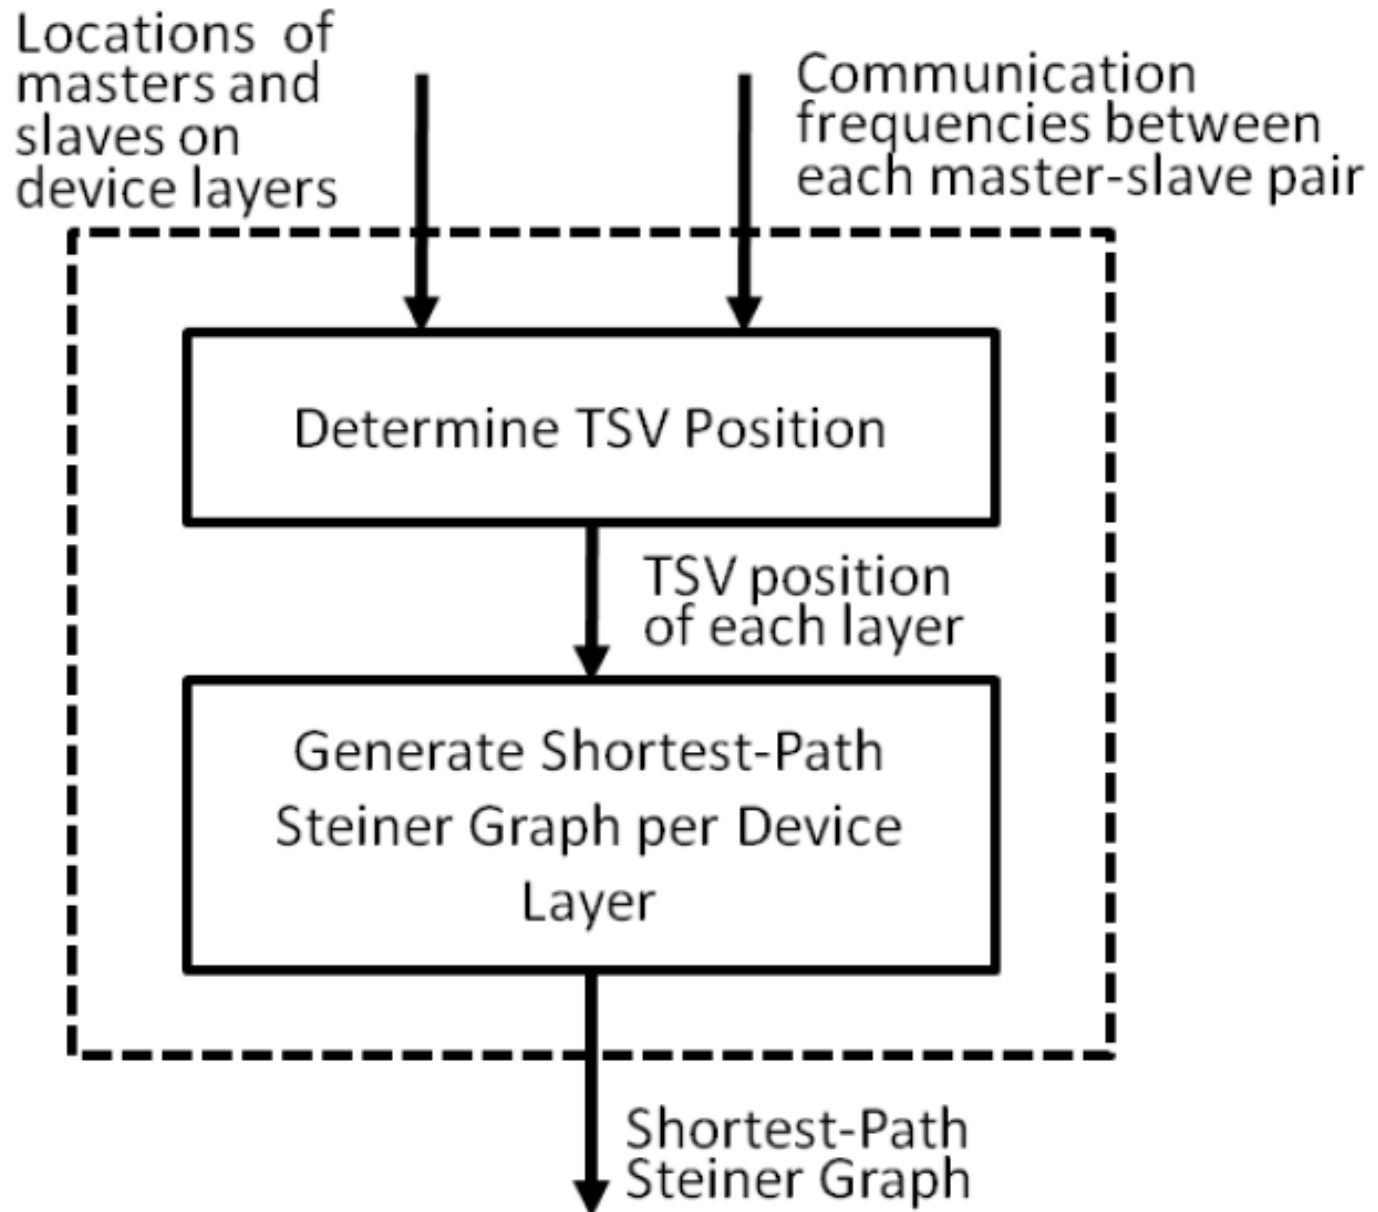 Locations of
masters and
slaves on
device layers
Communication
frequencies between
each master-slave pair
Determine TSV Position
TSV position
of each layer
Generate Shortest-Path
Steiner Graph per Device
Layer
Shortest-Path
Steiner Graph